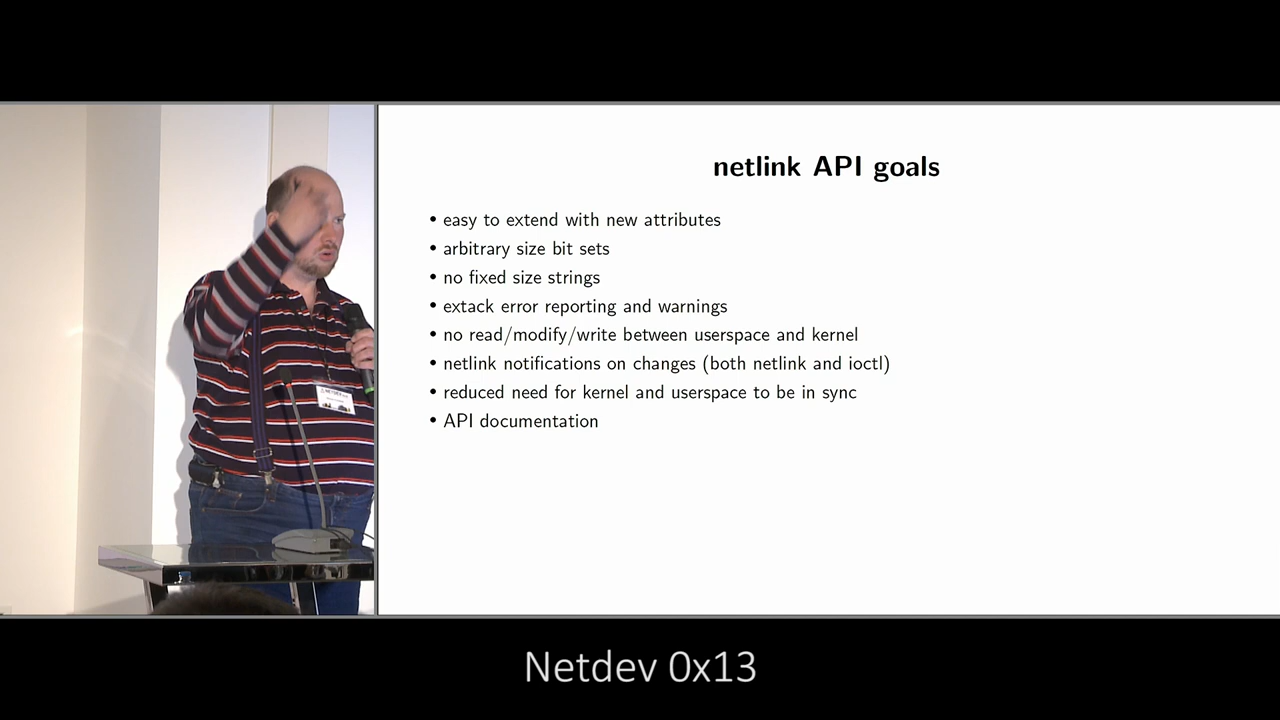 netlink API goals
• easy to extend with new attributes
• arbitrary size bit sets
• no fixed size strings
• extack error reporting and warnings
• no read/modify/write between userspace and kernel
• netlink notifications on changes (both netlink and ioctl)
• reduced need for kernel and userspace to be in sync
• API documentation
Netdev 0x13